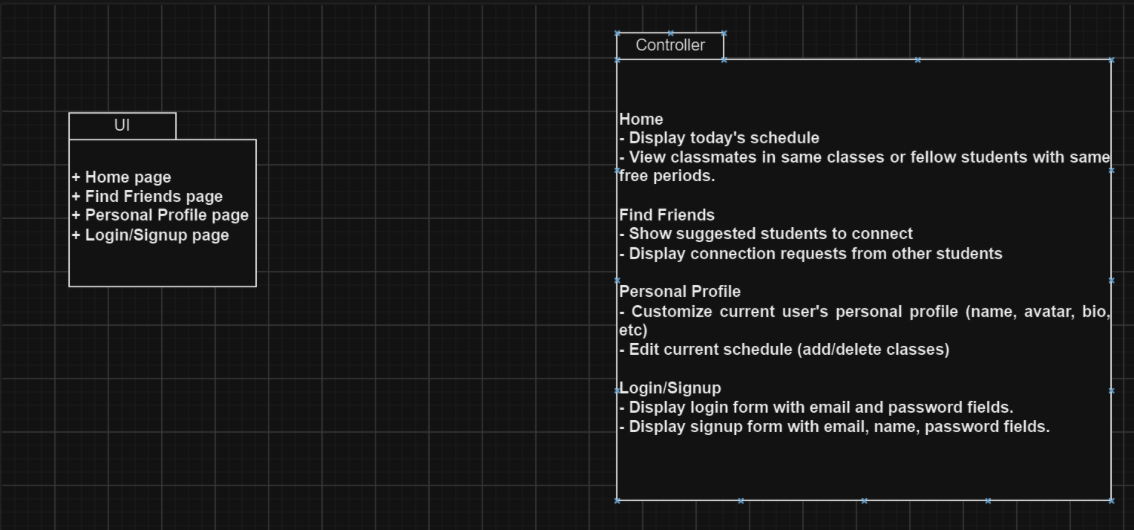 UI
+ Home page
+ Find Friends page
+ Personal Profile page
+ Login/Signup page
Controller
Home
- Display today's schedule
- View classmates in same classes or fellow students with same
free periods.
Find Friends
- Show suggested students to connect
- Display connection requests from other students
Personal Profile
- Customize current user's personal profile (name, avatar, bio,
etc)
- Edit current schedule (add/delete classes)
Login/Signup
- Display login form with email and password fields.
- Display signup form with email, name, password fields.